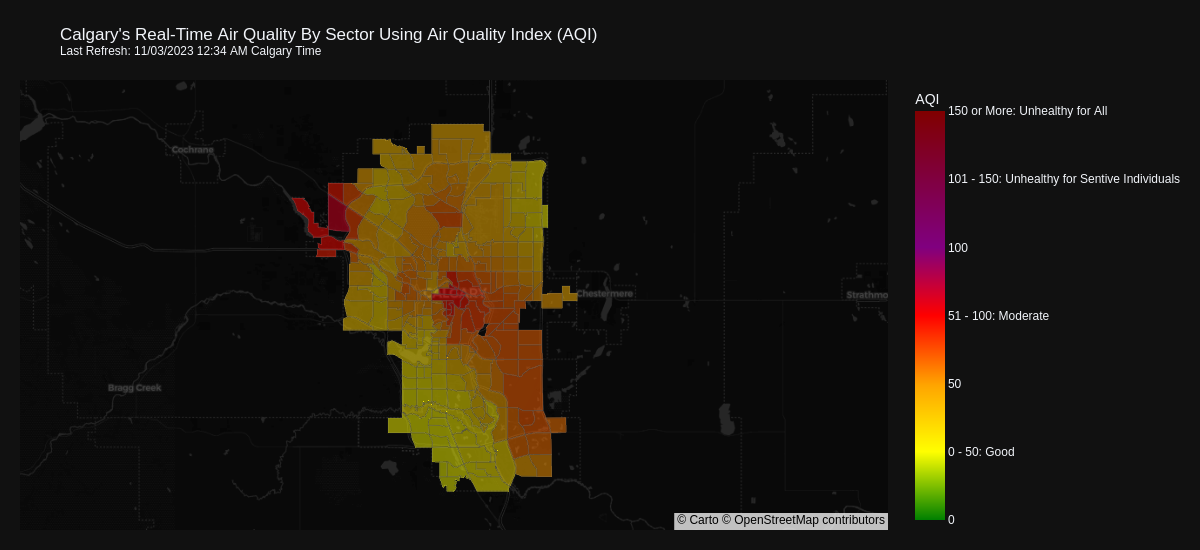 Calgary's Real-Time Air Quality By Sector Using Air Quality Index (AQI)
Last Refresh: 11/03/2023 12:34 AM Calgary Time
AQI
150 or More: Unhealthy for All
Cochrane
101 - 150: Unhealthy for Sentive Individuals
100
CALGARY
Chestermere
Strathmo
51 - 100: Moderate
Bragg Creek
50
0 - 50: Good
© Carto © OpenStreetMap contributors
0